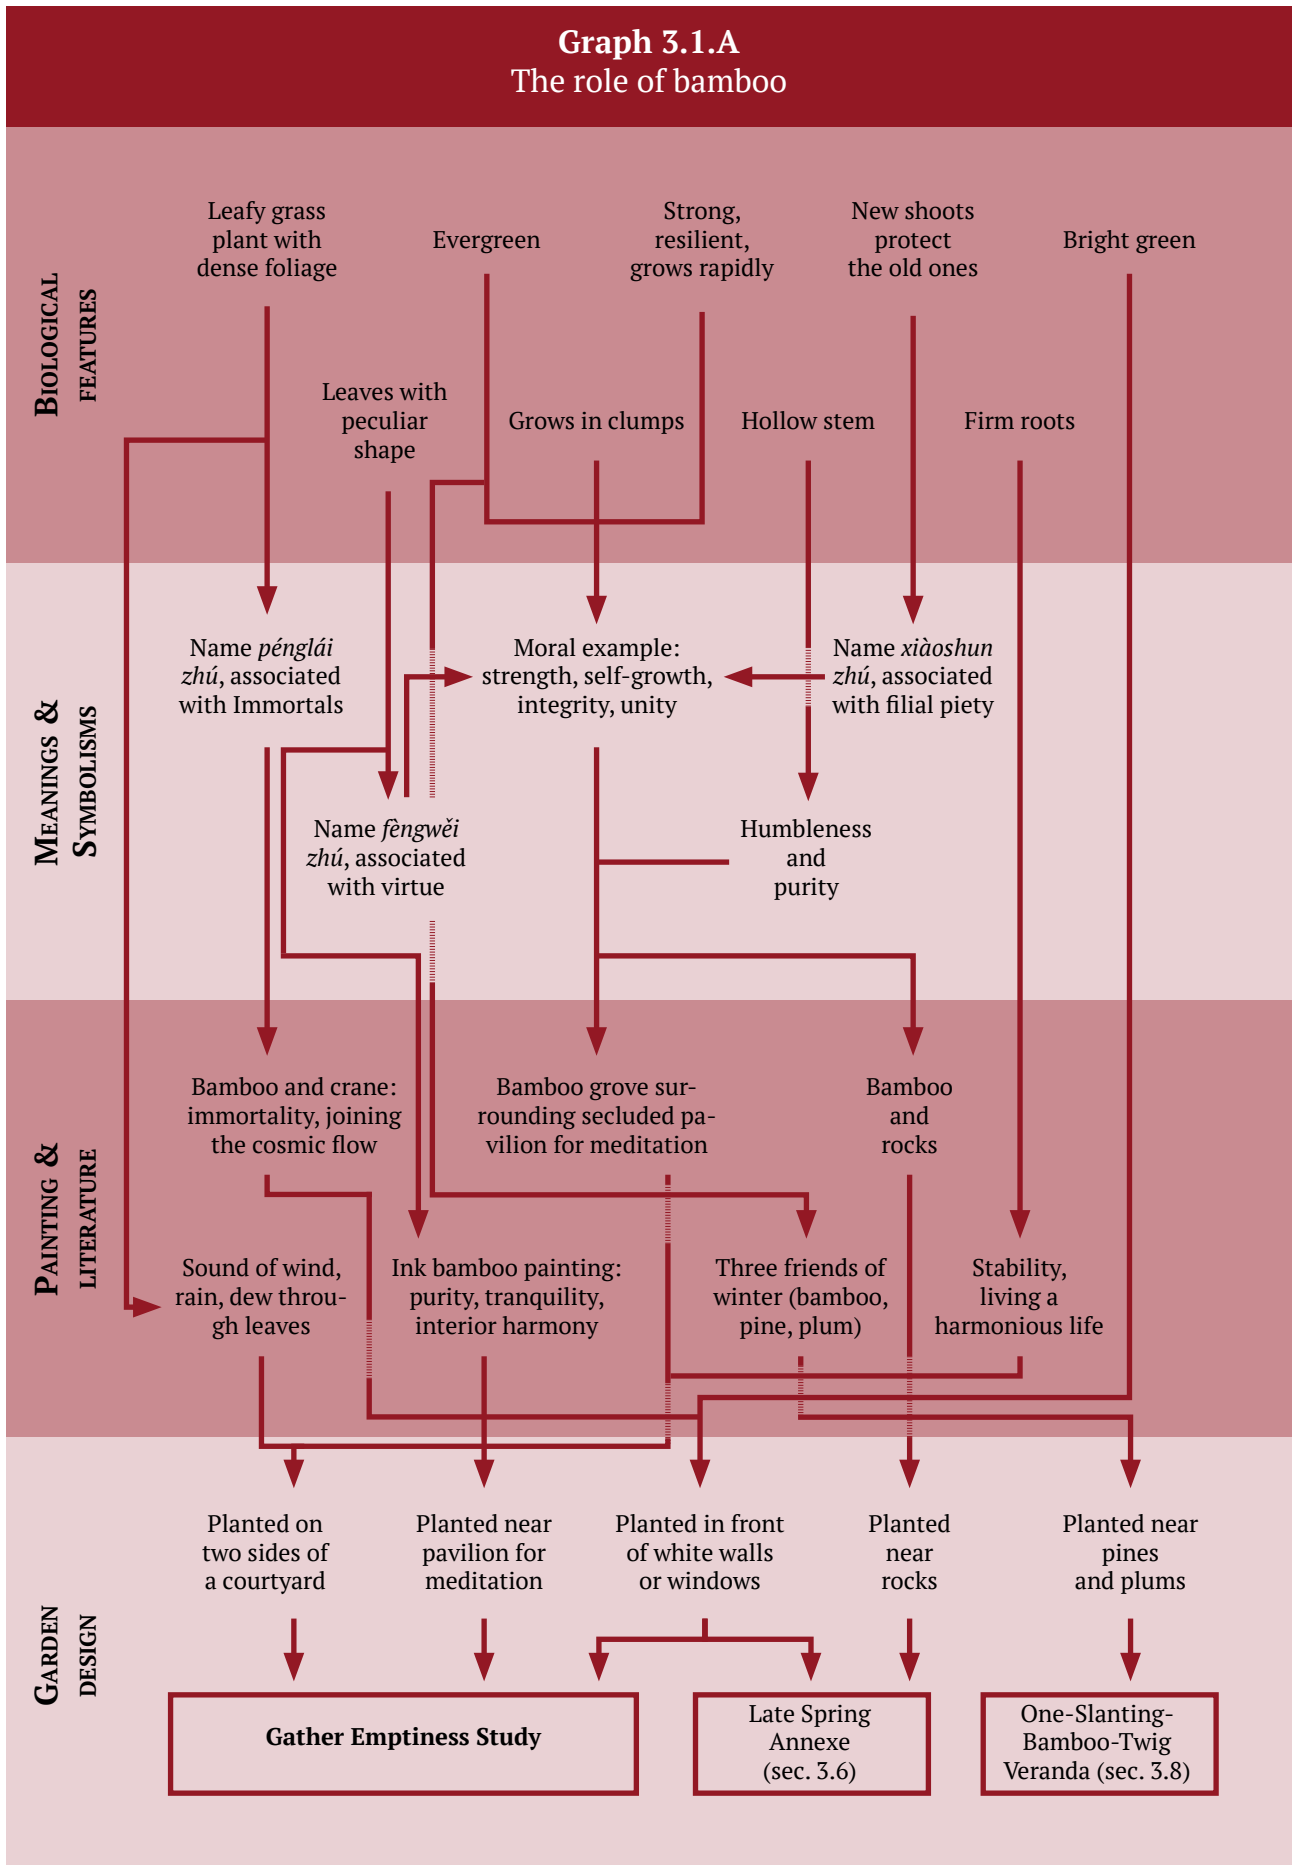 Graph 3.1.A
The role of bamboo
BIOLOGICAL
FEATURES
Leafy grass
plant with
dense foliage
Evergreen
Strong,
resilient,
grows rapidly
New shoots
protect
the old ones
Bright green
Leaves with
peculiar
shape
Grows in clumps
Hollow stem
Firm roots
MEANINGS &
SYMBOLISMS
Name pénglái
zhú, associated
with Immortals
Moral example:
strength, self-growth,
integrity, unity
Name xiàoshun
zhú, associated
with filial piety
Name fèngwěi
zhú, associated
with virtue
Humbleness
and
purity
PAINTING &
LITERATURE
Bamboo and crane:
immortality, joining
the cosmic flow
Bamboo grove sur-
rounding secluded pa-
vilion for meditation
Bamboo
and
rocks
Sound of wind,
rain, dew throu-
gh leaves
Ink bamboo painting:
purity, tranquility,
interior harmony
Three friends of
winter (bamboo,
pine, plum)
Stability,
living a
harmonious life
GARDEN
DESIGN
Planted on
two sides of
a courtyard
Planted near
pavilion for
meditation
Planted in front
of white walls
or windows
Planted
near
rocks
Planted near
pines
and plums
Gather Emptiness Study
Late Spring
Annexe
(sec. 3.6)
One-Slanting-
Bamboo-Twig
Veranda (sec. 3.8)